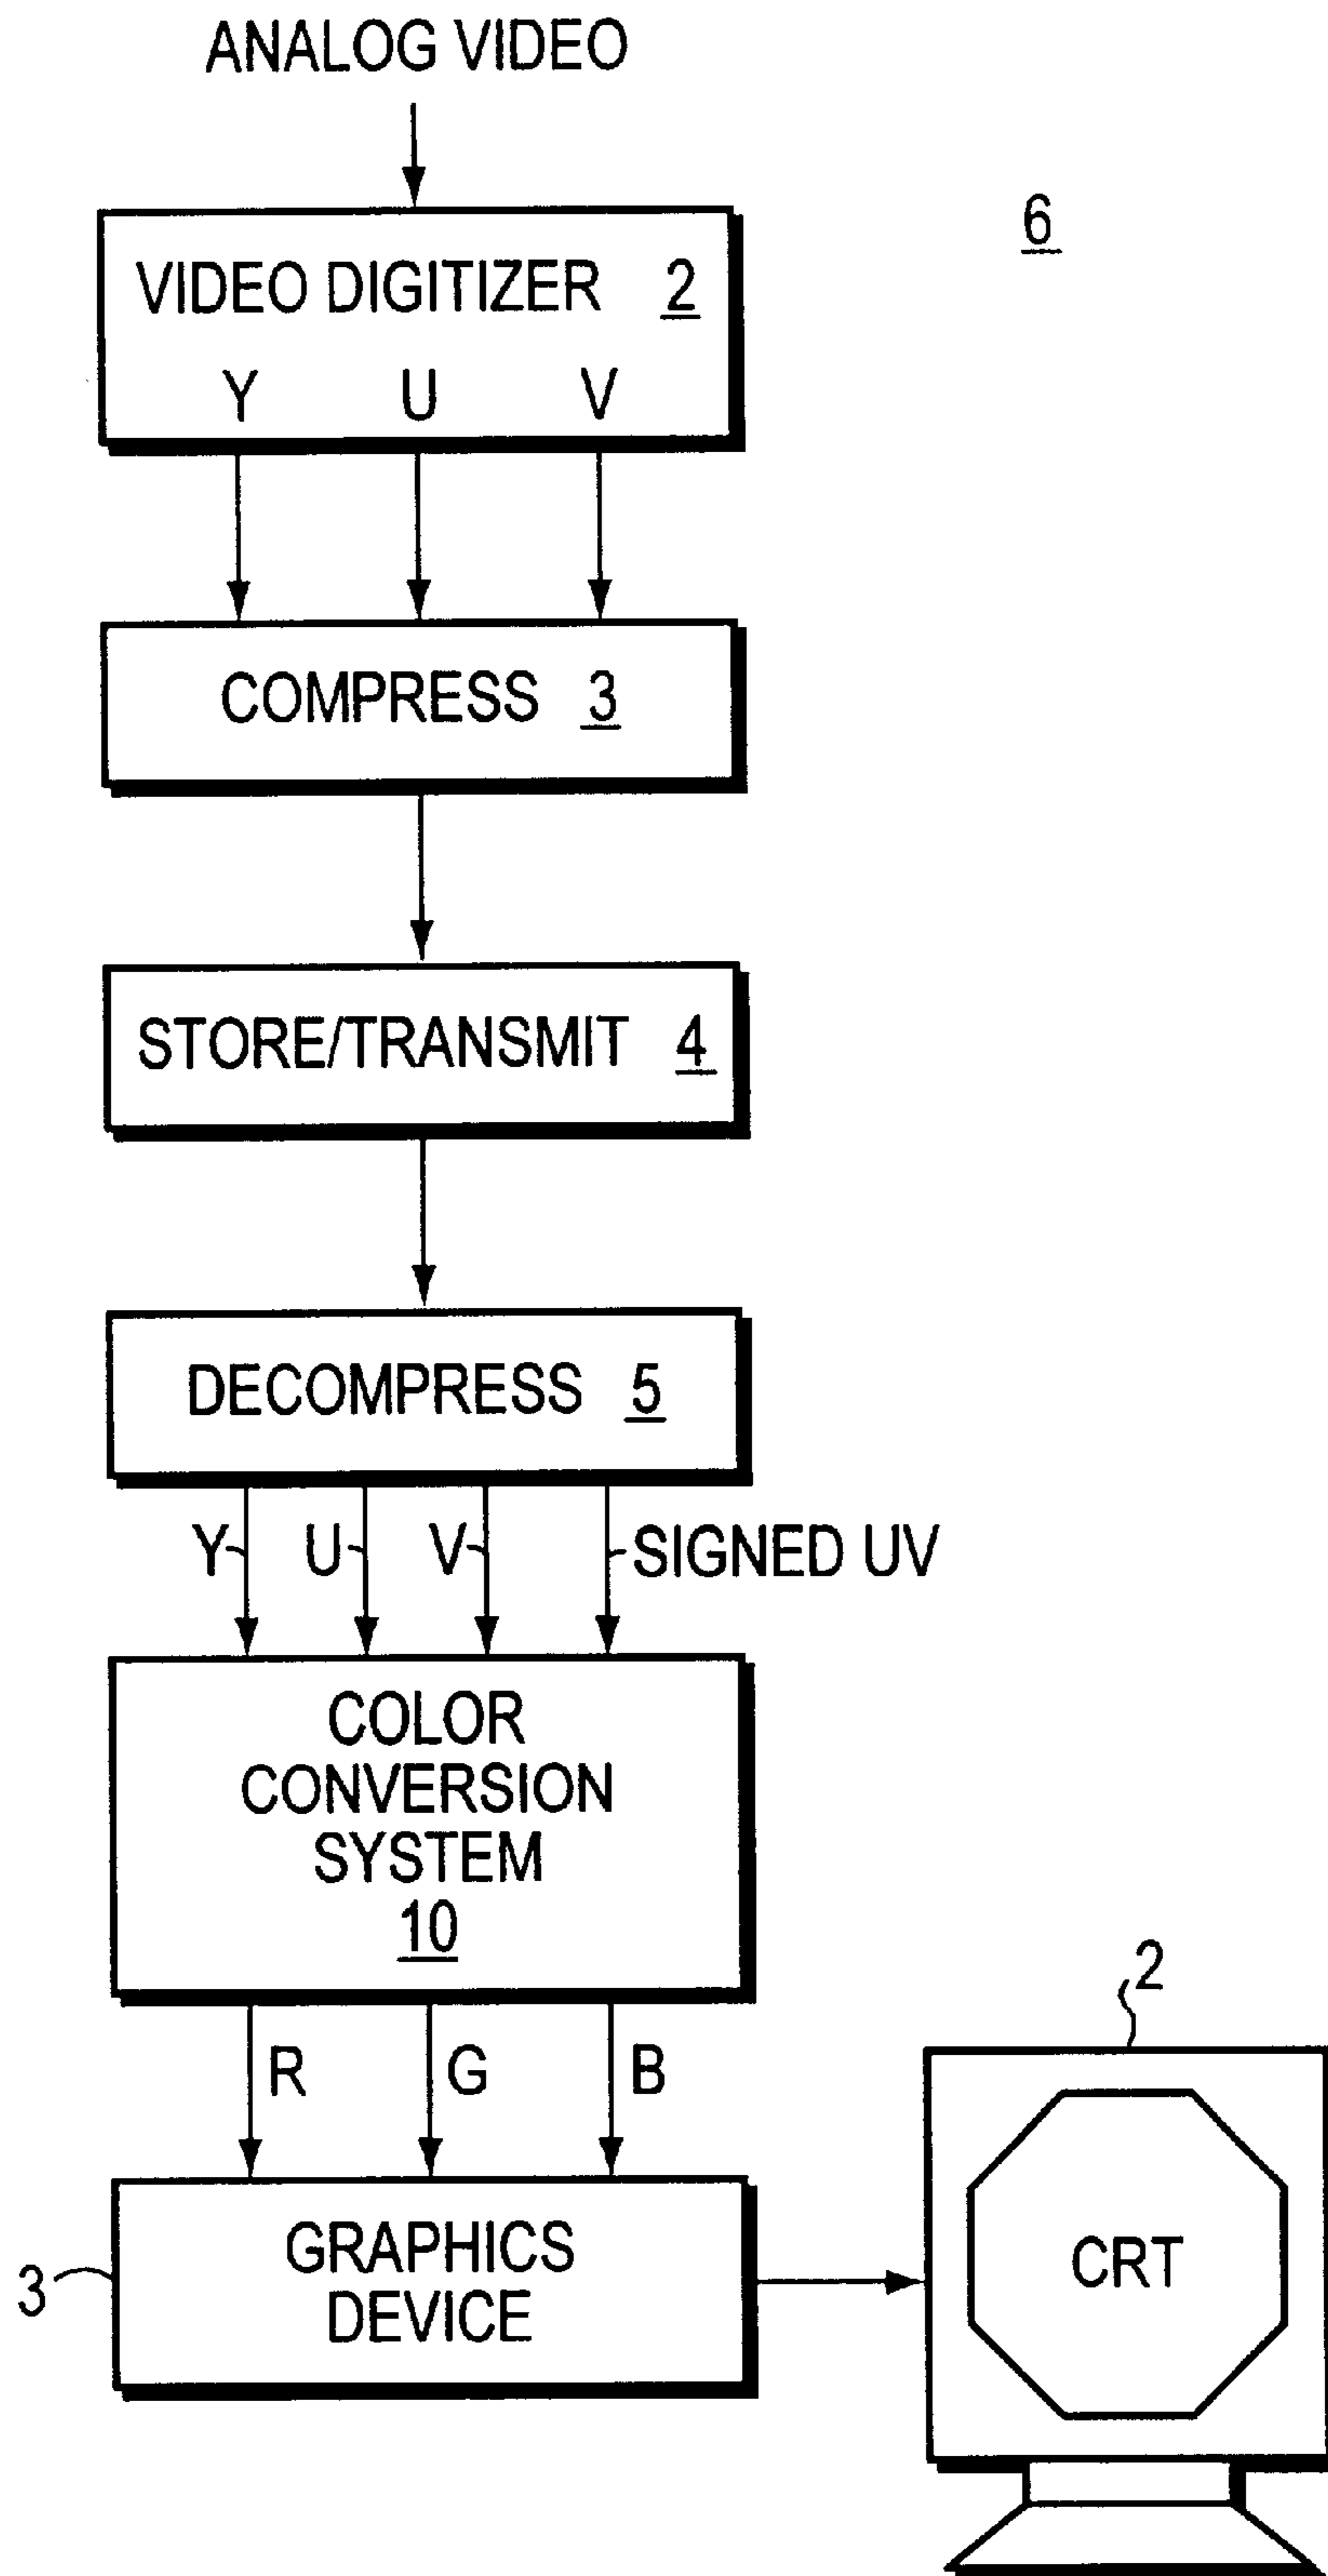 ANALOG VIDEO
6
VIDEO DIGITIZER 2
Y U V
COMPRESS 3
STORE/TRANSMIT 4
DECOMPRESS 5
Y U V SIGNED UV
COLOR
CONVERSION
SYSTEM
10
R G B
2
3
GRAPHICS
DEVICE
CRT